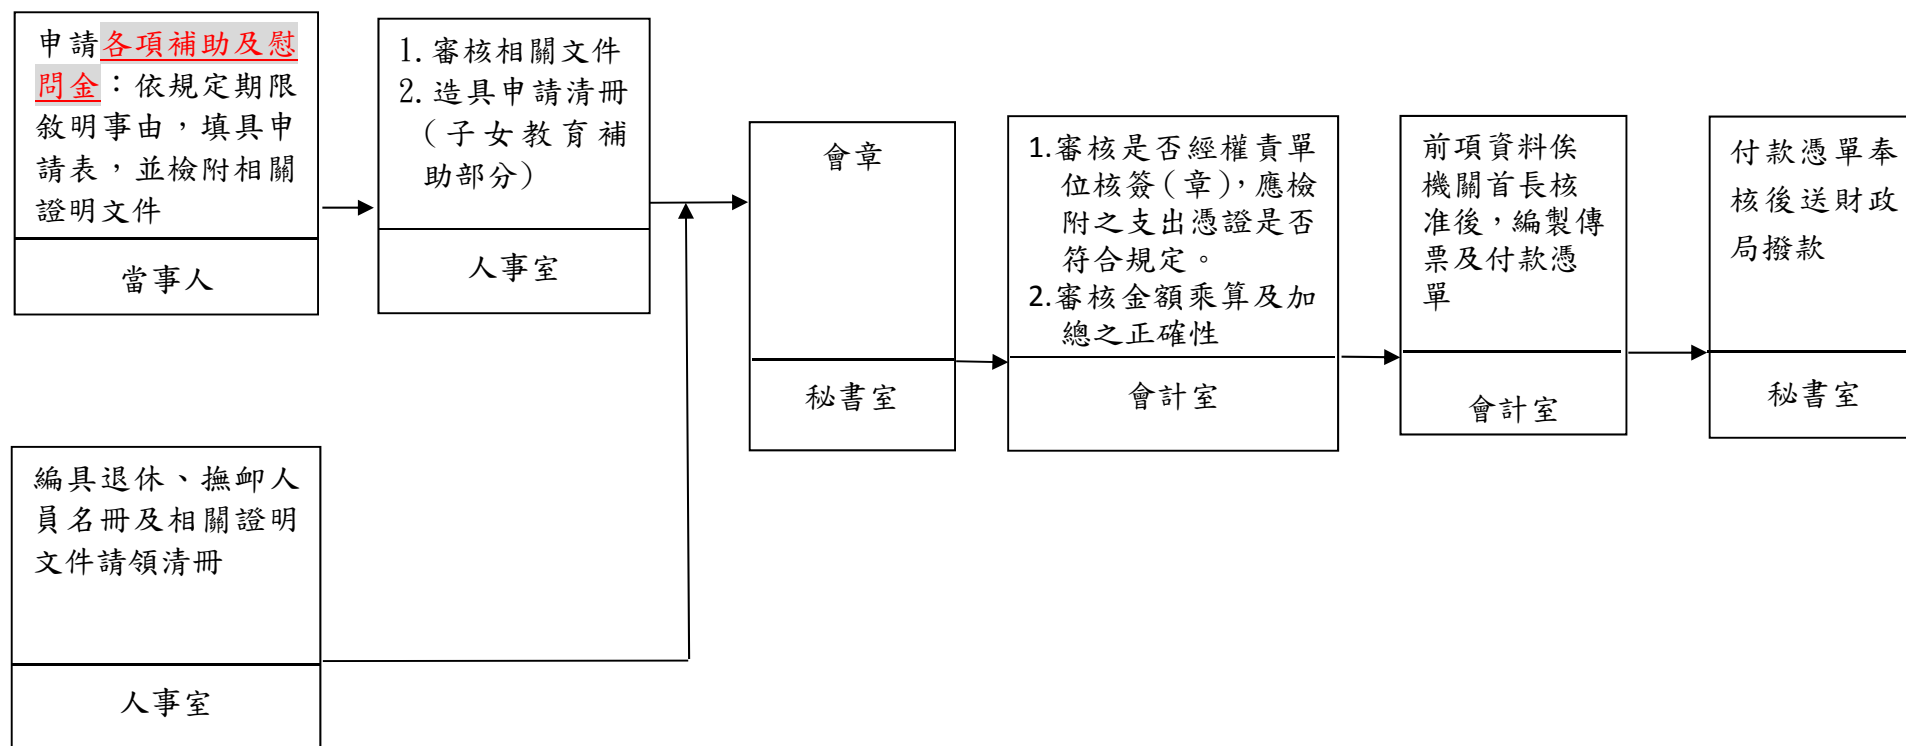 申請各項補助及慰
問金：依規定期限
敘明事由，填具申
請表，並檢附相關
證明文件
當事人
1. 審核相關文件
2. 造具申請清冊
（子女教育補
助部分）
人事室
會章
秘書室
1.審核是否經權責單
位核簽（章），應檢
附之支出憑證是否
符合規定。
2.審核金額乘算及加
總之正確性
會計室
前項資料俟
機關首長核
准後，編製傳
票及付款憑
單
會計室
付款憑單奉
核後送財政
局撥款
秘書室
編具退休、撫卹人
員名冊及相關證明
文件請領清冊
人事室